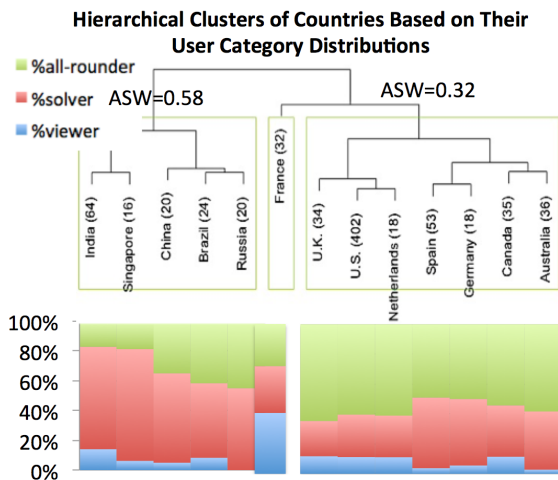 Hierarchical Clusters of Countries Based on Their
User Category Distributions
%all-rounder
%solver
%viewer
ASW=0.58
ASW=0.32
India (64)
Singapore (16)
China (20)
Brazil (24)
Russia (20)
France (32)
U.K. (34)
U.S. (402)
Netherlands (18)
Spain (53)
Germany (18)
Canada (35)
Australia (36)
100%
80%
60%
40%
20%
0%